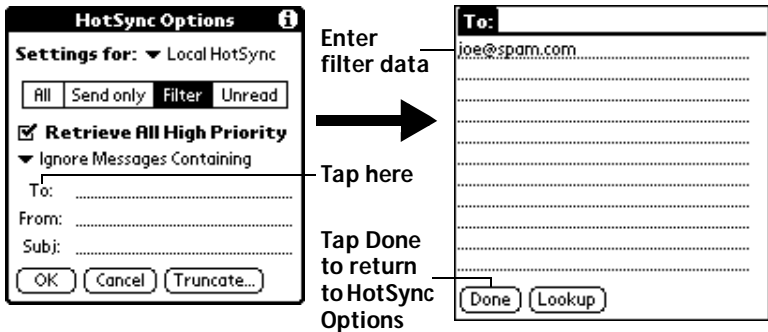 HotSync Options
Settings for: Local HotSync
All Send only Filter Unread
Retrieve All High Priority
Ignore Messages Containing
To:
From:
Subj:
OK Cancel Truncate...
Enter
filter data
Tap here
Tap Done
to return
to HotSync
Options
To:
joe@spam.com
Done Lookup